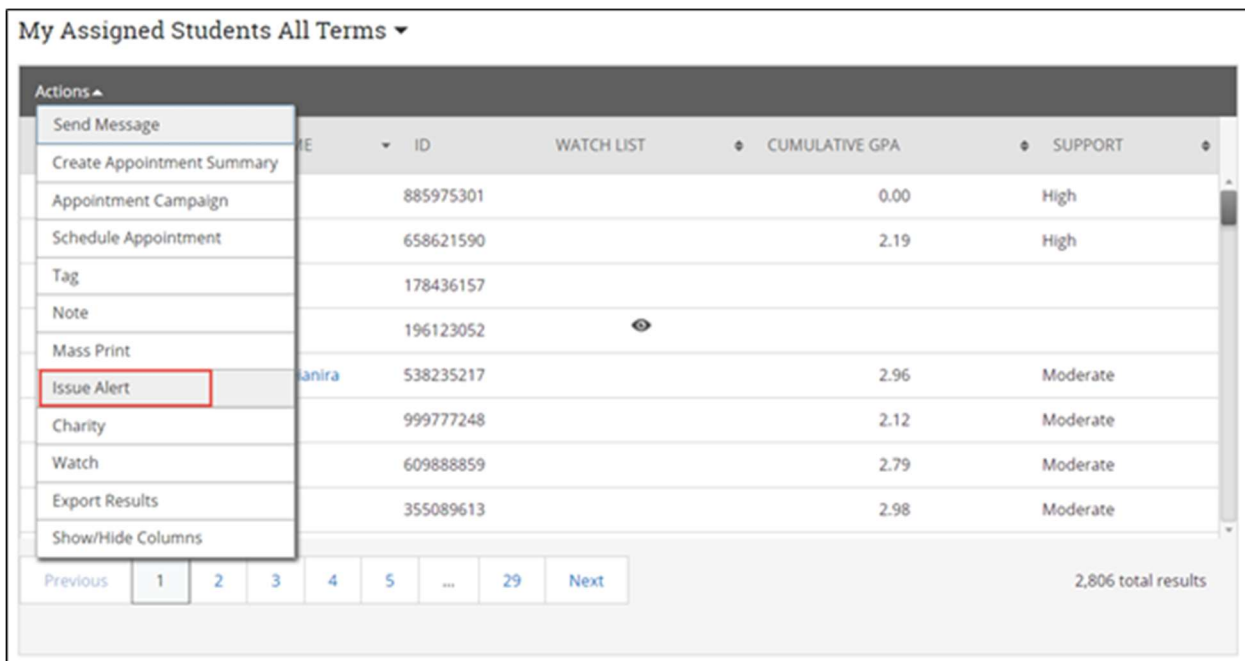 My Assigned Students All Terms
Actions
Send Message
ID WATCH LIST CUMULATIVE GPA SUPPORT
Create Appointment Summary
Appointment Campaign
885975301 0.00 High
Schedule Appointment
658621590 2.19 High
Tag
178436157
Note
196123052
Mass Print
Issue Alert
538235217 2.96 Moderate
Charity
999777248 2.12 Moderate
Watch
609888859 2.79 Moderate
Export Results
355089613 2.98 Moderate
Show/Hide Columns
Previous 1 2 3 4 5 ... 29 Next 2,806 total results